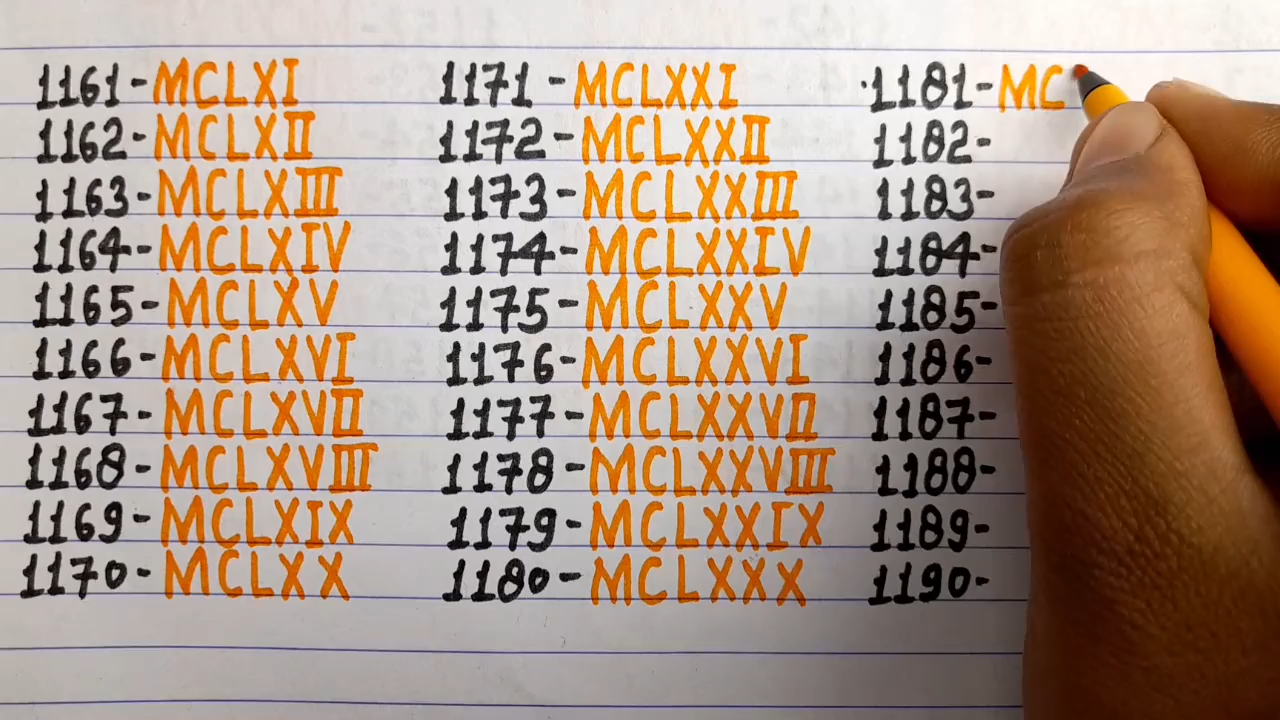 1161-MCLXI
1162-MCLXII
1163-MCLXIII
1164-MCLXIV
1165-MCLXV
1166-MCLXVI
1167-MCLXVII
1168-MCLXVIII
1169-MCLXIX
1170-MCLXX
1171-MCLXXI
1172-MCLXXII
1173-MCLXXIII
1174-MCLXXIV
1175-MCLXXV
1176-MCLXXVI
1177-MCLXXVII
1178-MCLXXVIII
1179-MCLXXIX
1180-MCLXXX
1181-MC
1182-
1183-
1184-
1185-
1186-
1187-
1188-
1189-
1190-